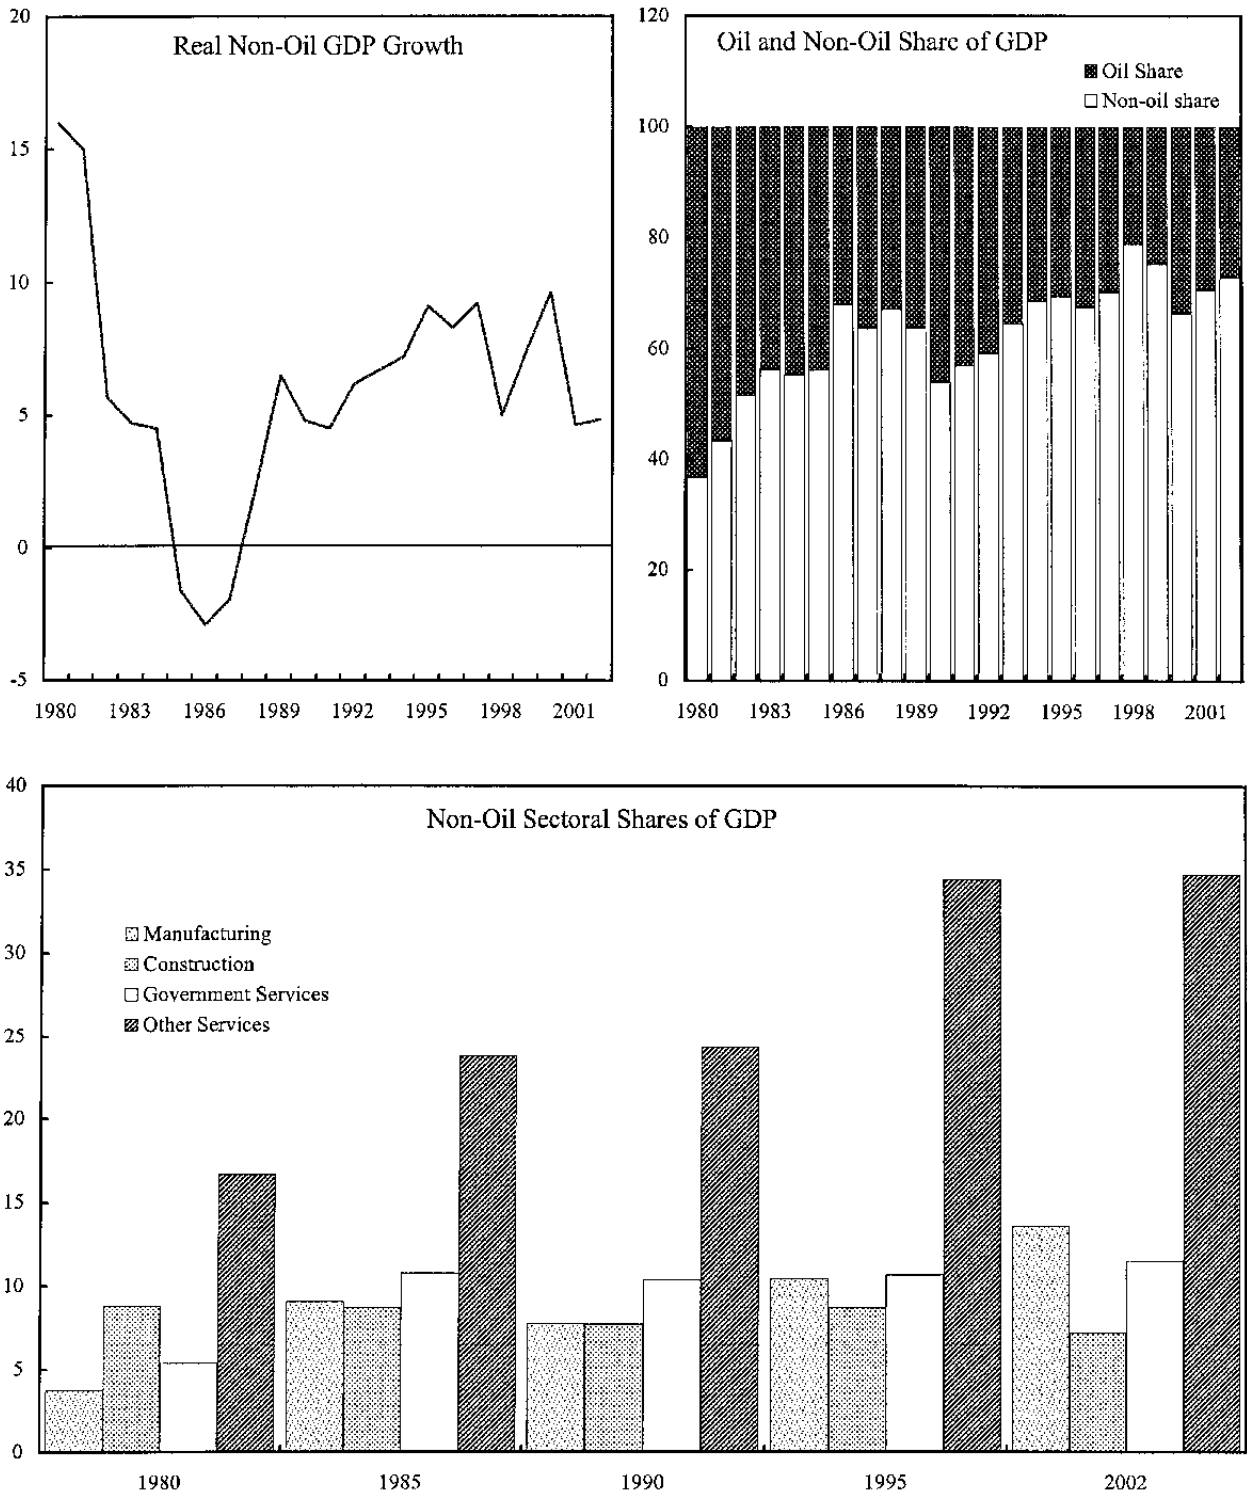 Real Non-Oil GDP Growth
20
15
10
5
0
-5
1980 1983 1986 1989 1992 1995 1998 2001
Oil and Non-Oil Share of GDP
Oil Share
Non-oil share
120
100
80
60
40
20
0
1980 1983 1986 1989 1992 1995 1998 2001
Non-Oil Sectoral Shares of GDP
40
35
30
25
20
15
10
5
0
Manufacturing
Construction
Government Services
Other Services
1980 1985 1990 1995 2002